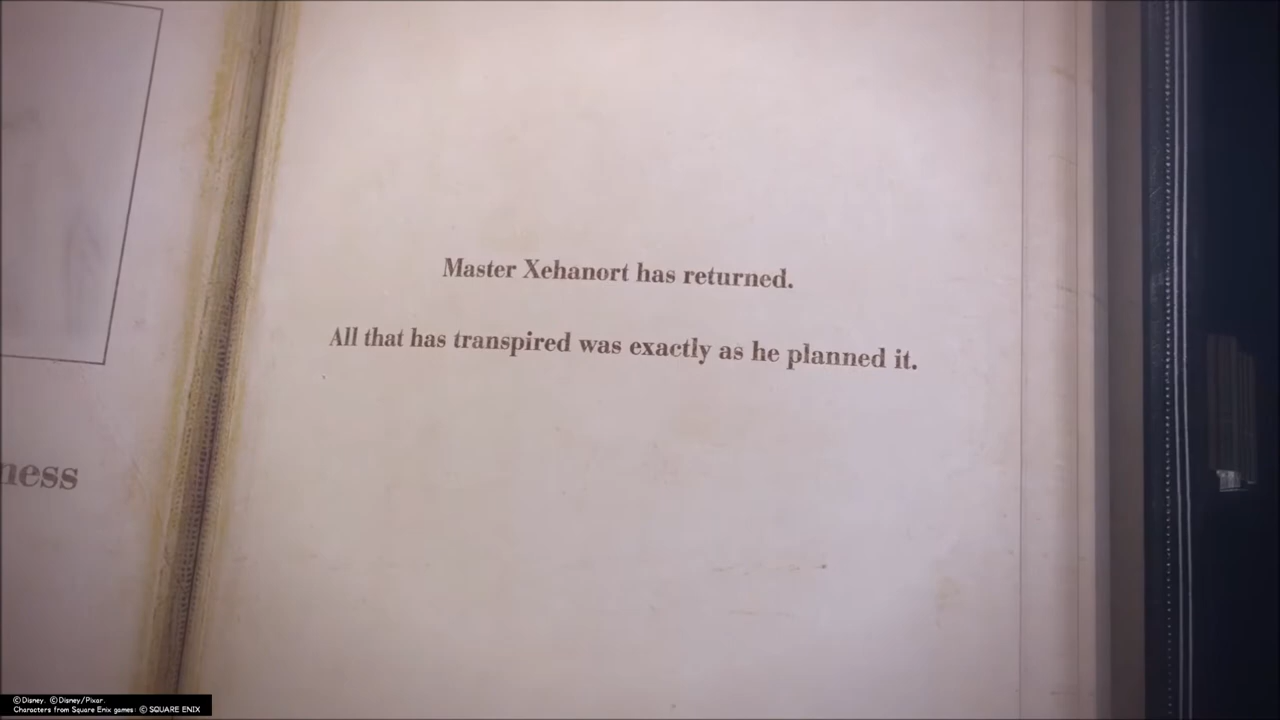 Master Xehanort has returned.
All that has transpired was exactly as he planned it.
ness
©Disney. ©Disney/Pixar.
Characters from Square Enix games: © SQUARE ENIX